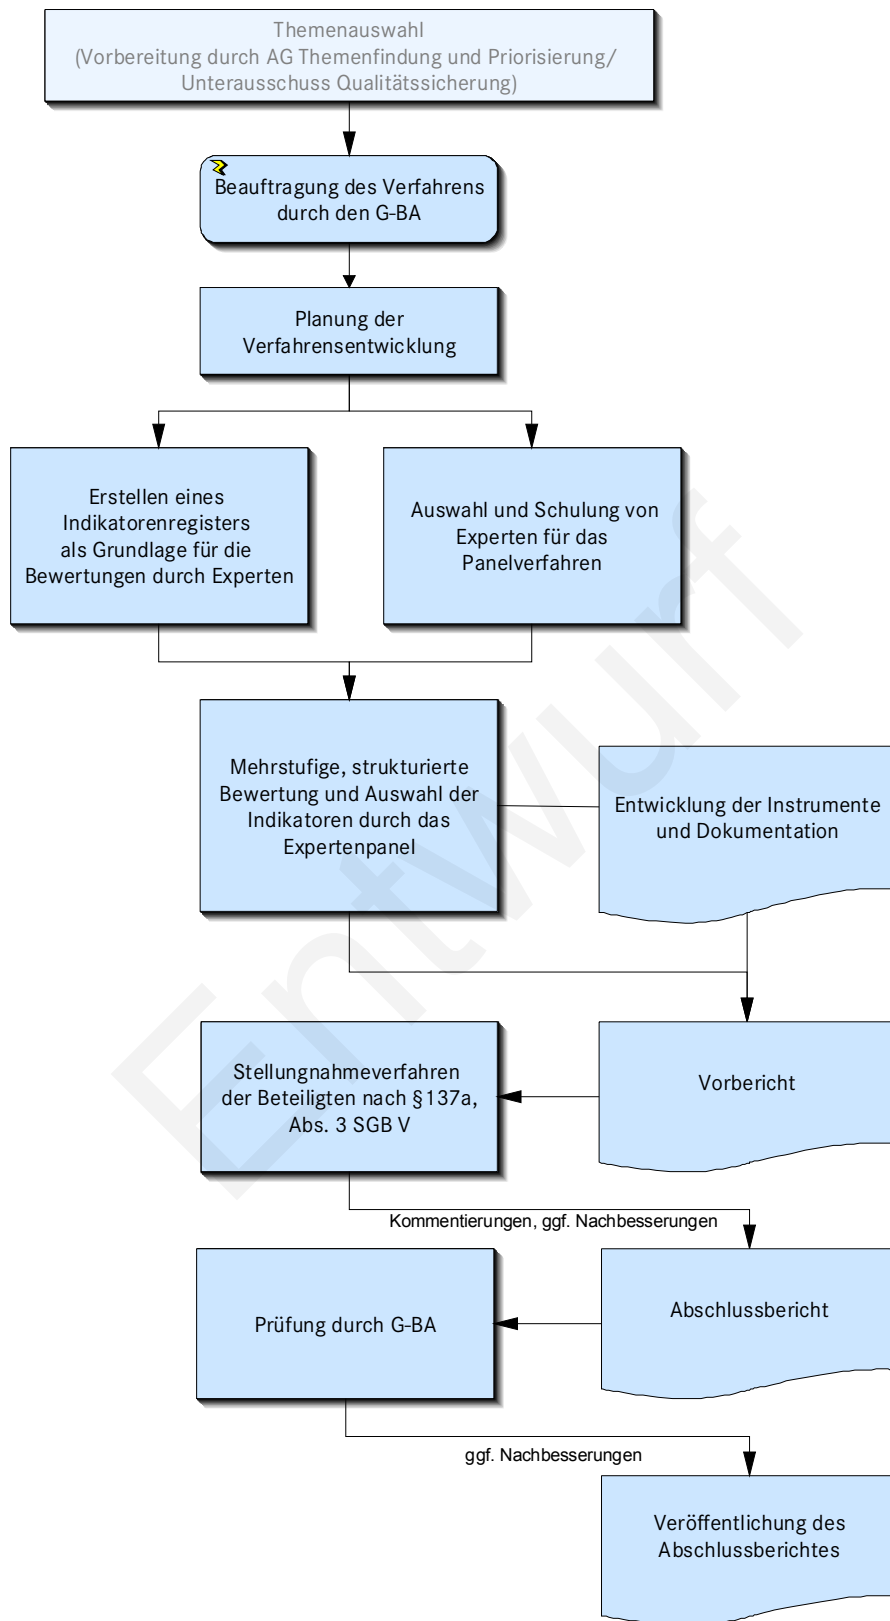 Themenauswahl
(Vorbereitung durch AG Themenfindung und Priorisierung/
Unterausschuss Qualitätssicherung)
Beauftragung des Verfahrens
durch den G-BA
Planung der
Verfahrensentwicklung
Erstellen eines
Indikatorenregisters
als Grundlage für die
Bewertungen durch Experten
Auswahl und Schulung von
Experten für das
Panelverfahren
Mehrstufige, strukturierte
Bewertung und Auswahl der
Indikatoren durch das
Expertenpanel
Entwicklung der Instrumente
und Dokumentation
Vorbericht
Stellungnahmeverfahren
der Beteiligten nach §137a,
Abs. 3 SGB V
Kommentierungen, ggf. Nachbesserungen
Abschlussbericht
Prüfung durch G-BA
ggf. Nachbesserungen
Veröffentlichung des
Abschlussberichtes
Entwurf